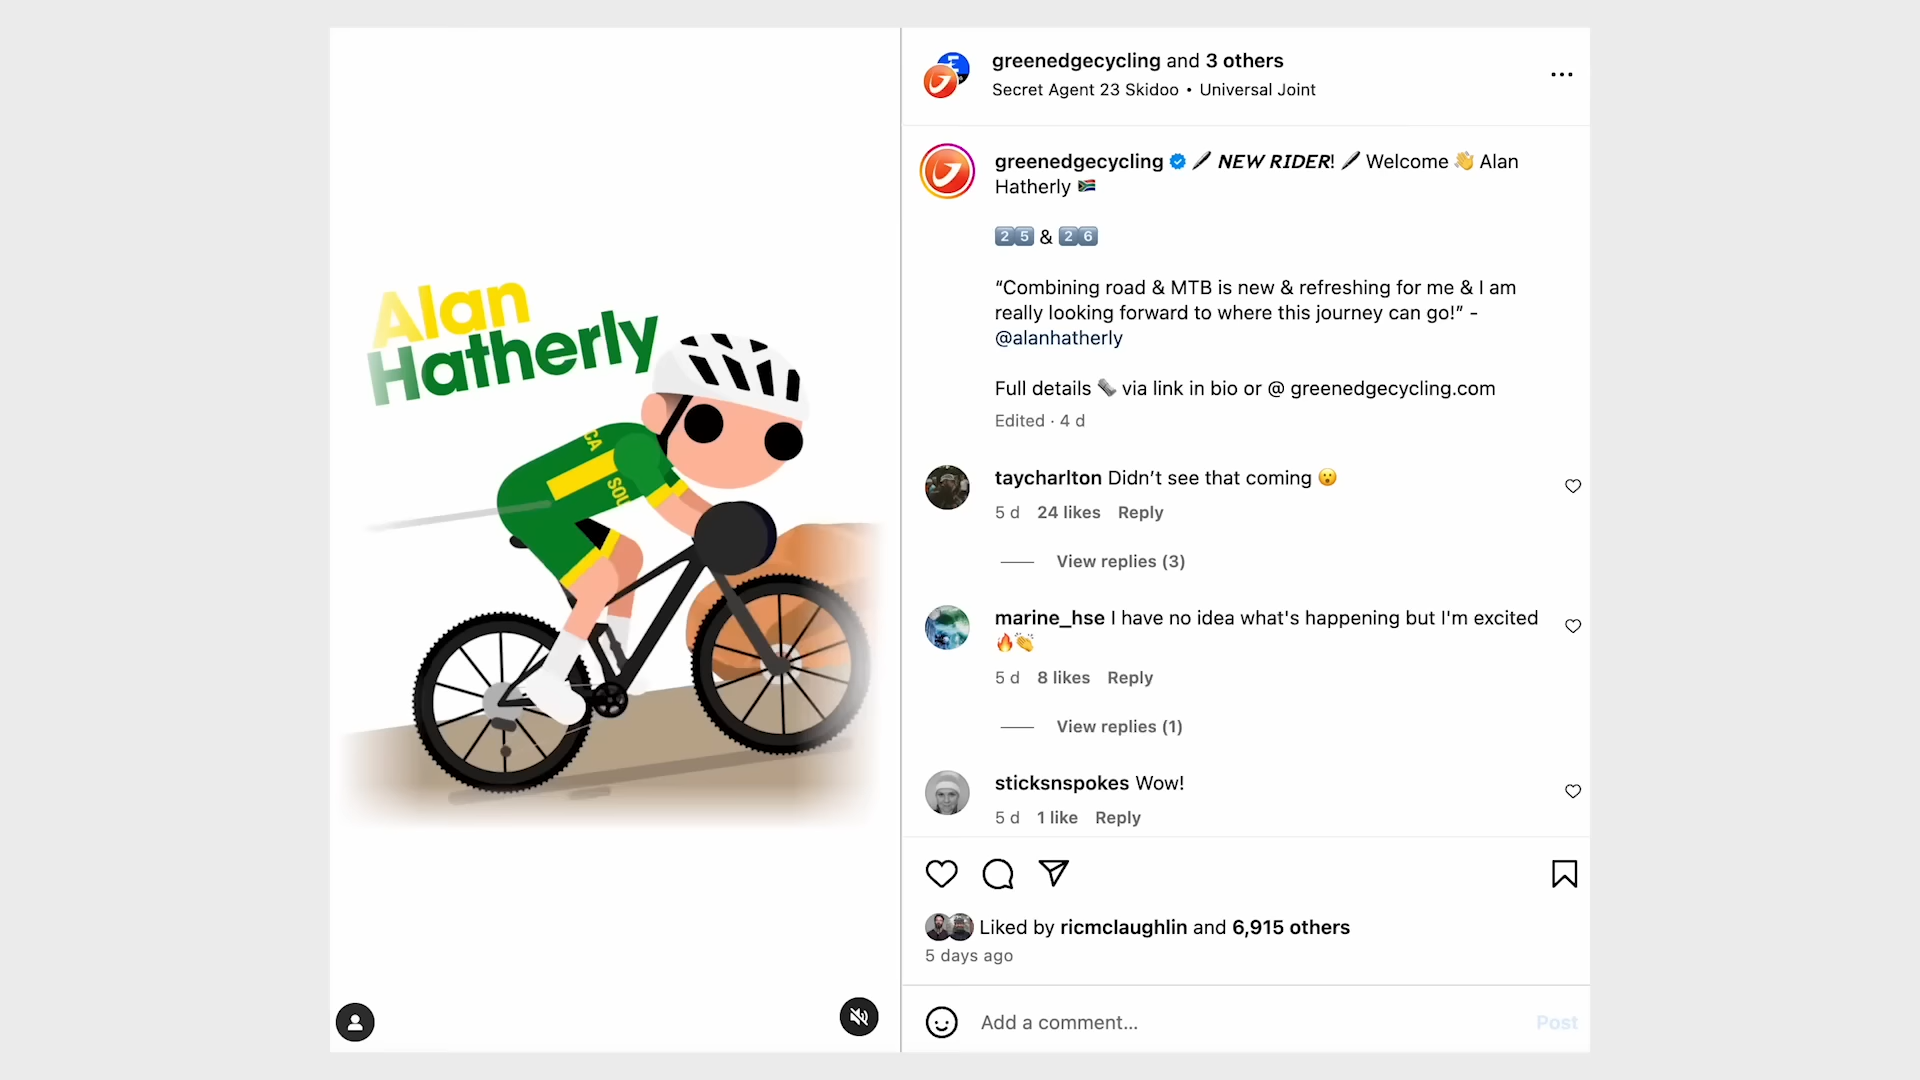 Alan
Hatherly
CA
SOU
greenedgecycling and 3 others
Secret Agent 23 Skidoo • Universal Joint
greenedgecycling 🖊 NEW RIDER! 🖊 Welcome 👋 Alan
Hatherly 🇿🇦
2️⃣5️⃣ & 2️⃣6️⃣
“Combining road & MTB is new & refreshing for me & I am
really looking forward to where this journey can go!” -
@alanhatherly
Full details 🗞 via link in bio or @ greenedgecycling.com
Edited · 4 d
taycharlton Didn’t see that coming 😮
5 d 24 likes Reply
View replies (3)
marine_hse I have no idea what's happening but I'm excited
🔥👏
5 d 8 likes Reply
View replies (1)
sticksnspokes Wow!
5 d 1 like Reply
Liked by ricmclaughlin and 6,915 others
5 days ago
Add a comment...
Post